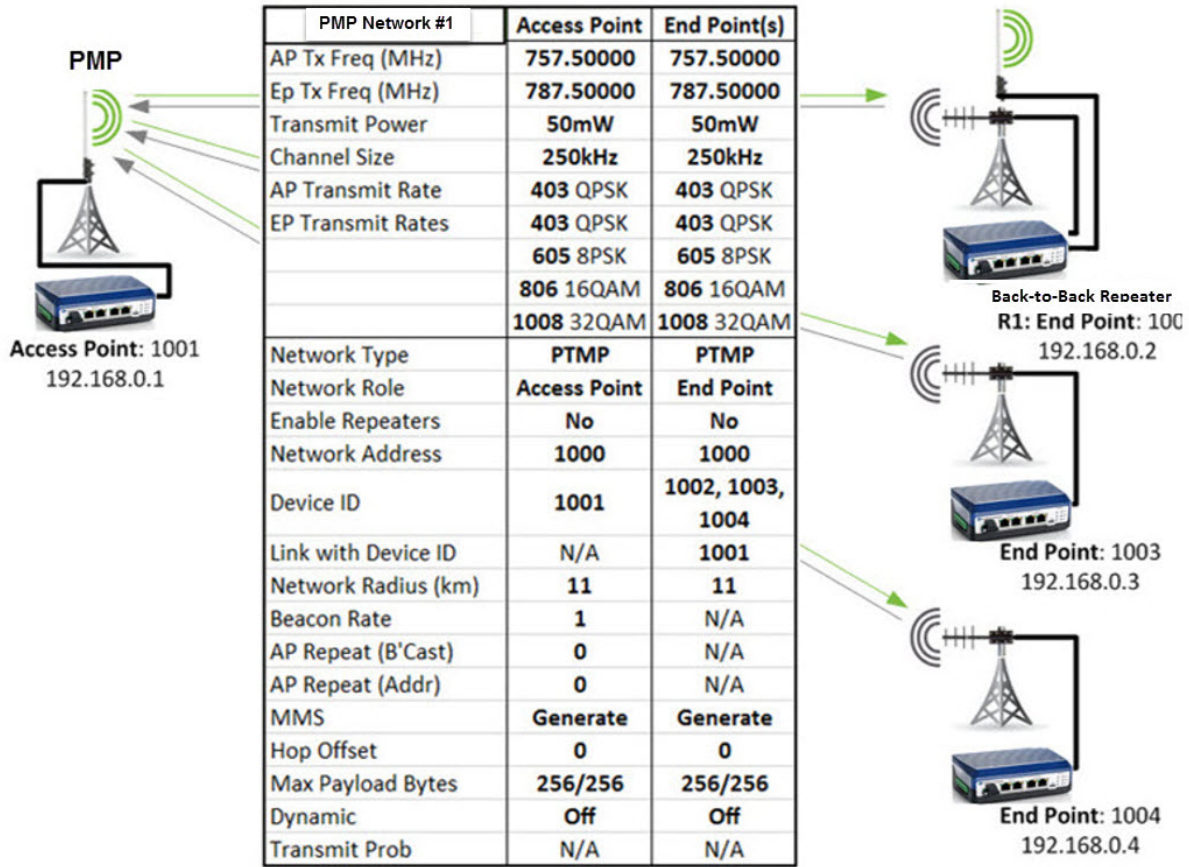 PMP Network #1 Access Point End Point(s)
PMP
AP Tx Freq (MHz) 757.50000 757.50000
Ep Tx Freq (MHz) 787.50000 787.50000
Transmit Power 50mW 50mW
Channel Size 250kHz 250kHz
AP Transmit Rate 403 QPSK 403 QPSK
EP Transmit Rates 403 QPSK 403 QPSK
605 8PSK 605 8PSK
806 16QAM 806 16QAM
1008 32QAM 1008 32QAM
Network Type PTMP PTMP
Network Role Access Point End Point
Enable Repeaters No No
Network Address 1000 1000
Device ID 1001 1002, 1003,
1004
Link with Device ID N/A 1001
Network Radius (km) 11 11
Beacon Rate 1 N/A
AP Repeat (B'Cast) 0 N/A
AP Repeat (Addr) 0 N/A
MMS Generate Generate
Hop Offset 0 0
Max Payload Bytes 256/256 256/256
Dynamic Off Off
Transmit Prob N/A N/A
Access Point: 1001
192.168.0.1
Back-to-Back Repeater
R1: End Point: 100
192.168.0.2
End Point: 1003
192.168.0.3
End Point: 1004
192.168.0.4